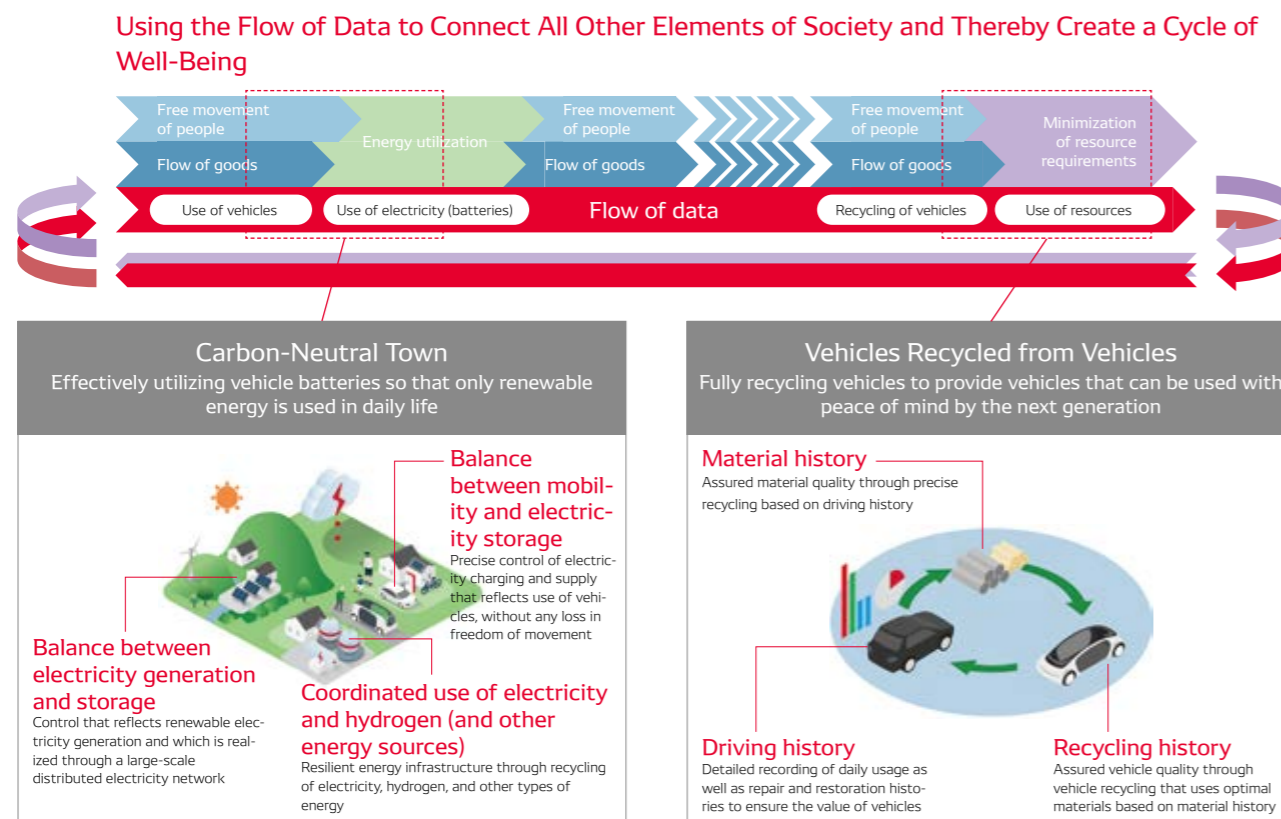 Using the Flow of Data to Connect All Other Elements of Society and Thereby Create a Cycle of
Well-Being
Free movement
of people
Flow of goods
Energy utilization
Free movement
of people
Flow of goods
Free movement
of people
Flow of goods
Minimization
of resource
requirements
Use of vehicles
Use of electricity (batteries)
Flow of data
Recycling of vehicles
Use of resources
Carbon-Neutral Town
Effectively utilizing vehicle batteries so that only renewable
energy is used in daily life
Balance
between mobil-
ity and electric-
ity storage
Precise control of electric-
ity charging and supply
that reflects use of vehi-
cles, without any loss in
freedom of movement
Balance between
electricity generation
and storage
Control that reflects renewable elec-
tricity generation and which is real-
ized through a large-scale
distributed electricity network
Coordinated use of electricity
and hydrogen (and other
energy sources)
Resilient energy infrastructure through recycling
of electricity, hydrogen, and other types of
energy
Vehicles Recycled from Vehicles
Fully recycling vehicles to provide vehicles that can be used with
peace of mind by the next generation
Material history
Assured material quality through precise
recycling based on driving history
Driving history
Detailed recording of daily usage as
well as repair and restoration histo-
ries to ensure the value of vehicles
Recycling history
Assured vehicle quality through
vehicle recycling that uses optimal
materials based on material history